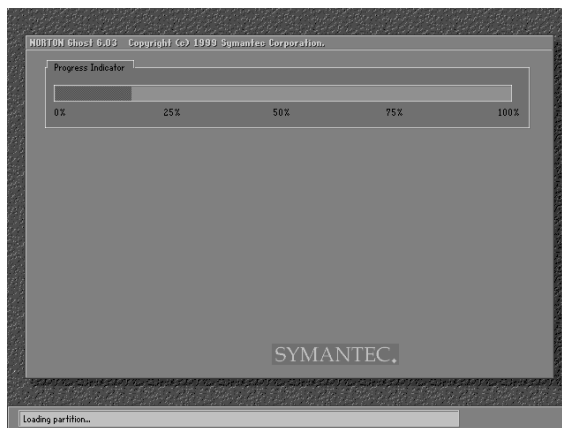 NORTON Ghost 6.03   Copyright (c) 1999 Symantec Corporation.
Progress Indicator
0% 25% 50% 75% 100%
SYMANTEC.
Loading partition...